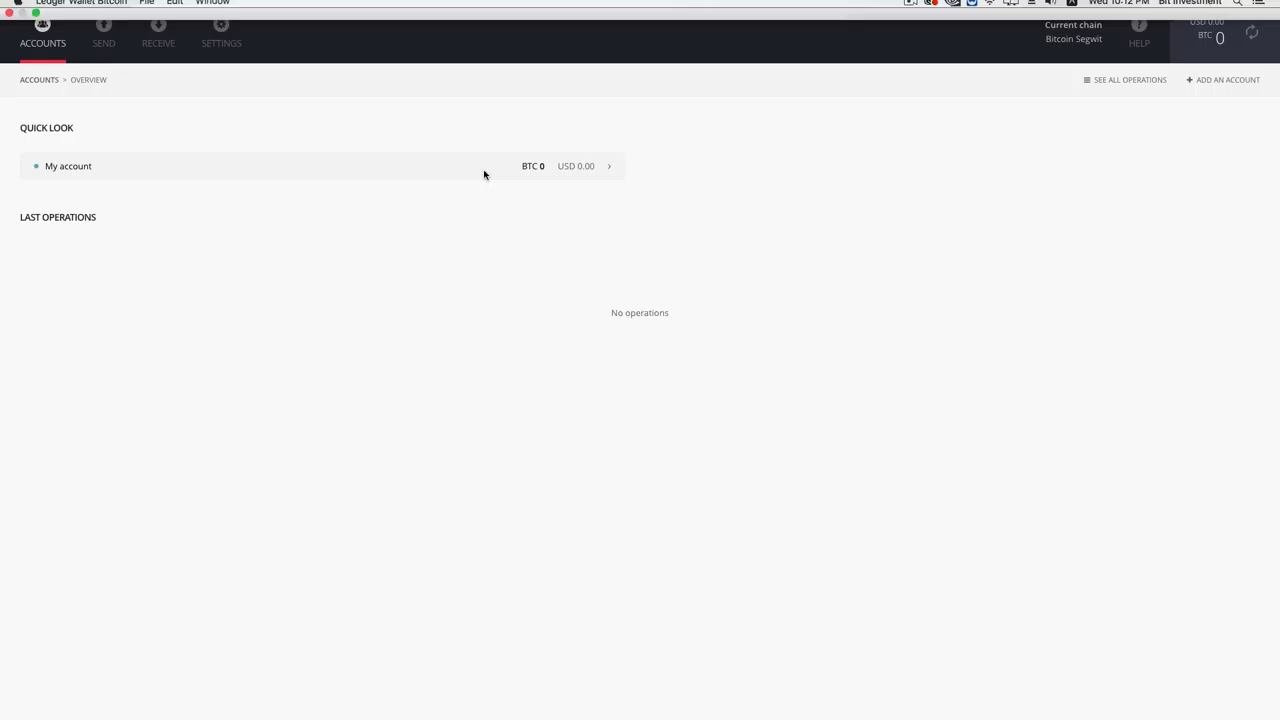 Ledger Wallet Bitcoin File Edit Window Wed 10:12 PM Bit Investment
ACCOUNTS SEND RECEIVE SETTINGS
Current chain
Bitcoin Segwit
HELP
USD 0.00
BTC 0
ACCOUNTS > OVERVIEW
SEE ALL OPERATIONS
ADD AN ACCOUNT
QUICK LOOK
My account BTC 0 USD 0.00
LAST OPERATIONS
No operations